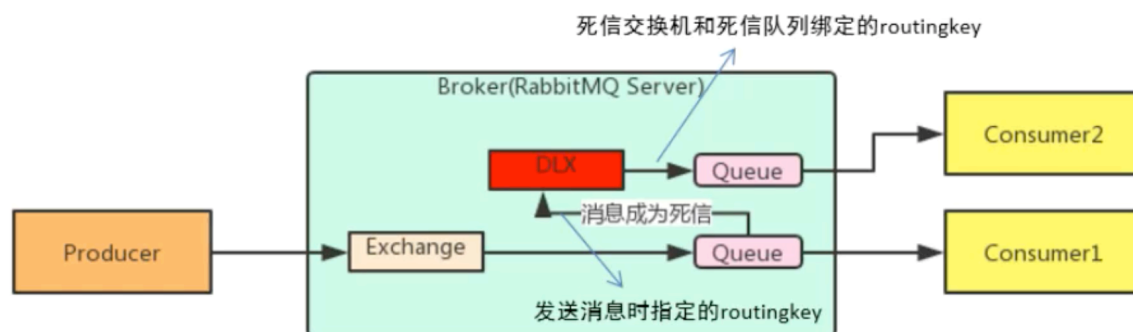 死信交换机和死信队列绑定的routingkey
Broker(RabbitMQ Server)
Consumer2
DLX
Queue
消息成为死信
Producer
Exchange
Queue
Consumer1
发送消息时指定的routingkey